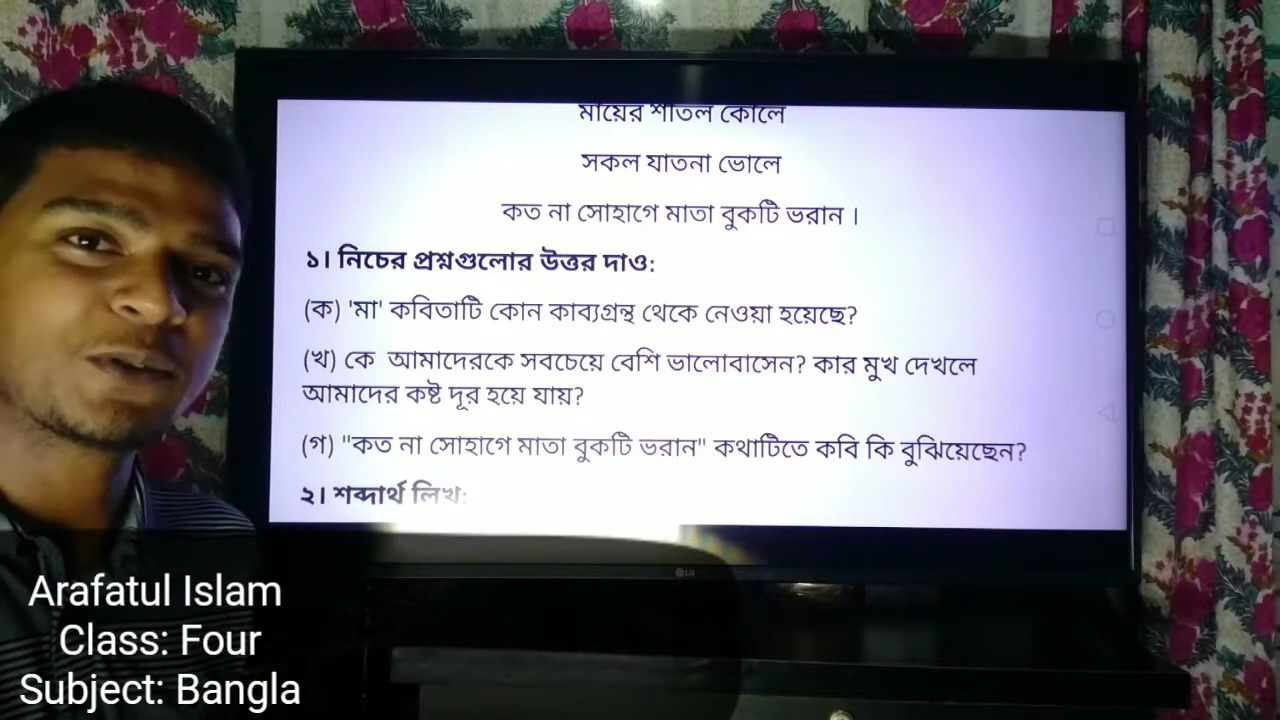 মায়ের শীতল কোলে
সকল যাতনা ভোলে
কত না সোহাগে মাতা বুকটি ভরান ।
১। নিচের প্রশ্নগুলোর উত্তর দাও:
(ক) 'মা' কবিতাটি কোন কাব্যগ্রন্থ থেকে নেওয়া হয়েছে?
(খ) কে আমাদেরকে সবচেয়ে বেশি ভালোবাসেন? কার মুখ দেখলে
আমাদের কষ্ট দূর হয়ে যায়?
(গ) "কত না সোহাগে মাতা বুকটি ভরান" কথাটিতে কবি কি বুঝিয়েছেন?
২। শব্দার্থ লিখ:
LG
Arafatul Islam
Class: Four
Subject: Bangla